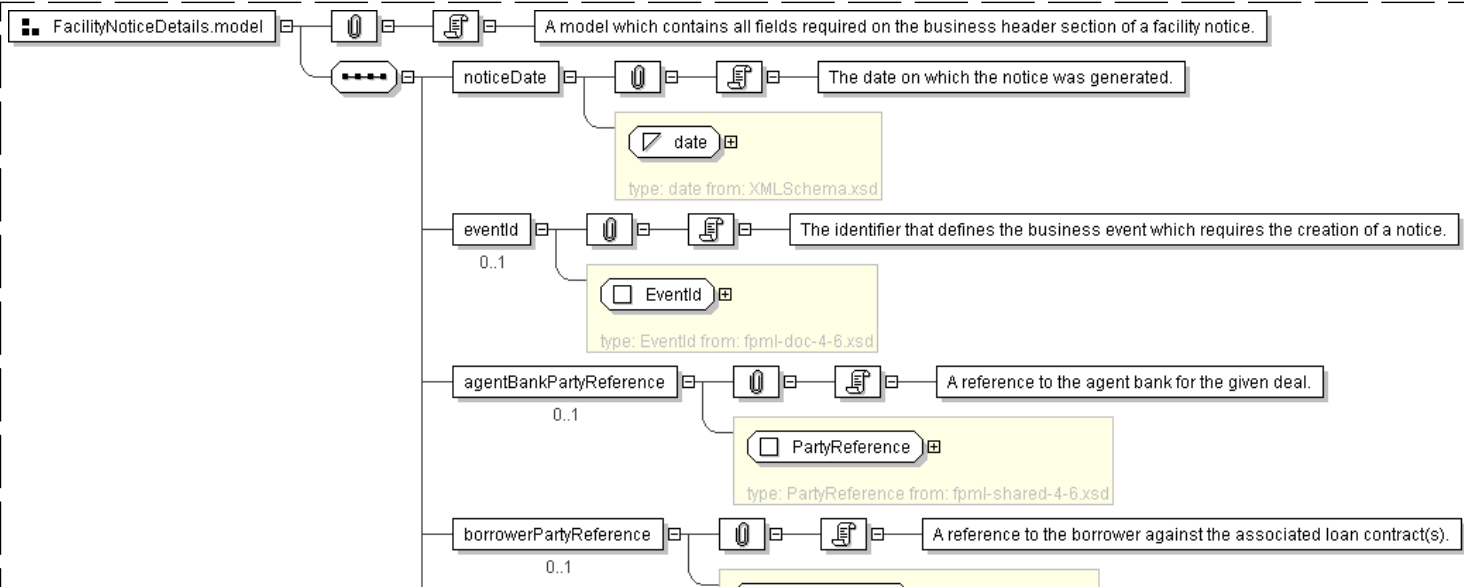 FacilityNoticeDetails.model
A model which contains all fields required on the business header section of a facility notice.
noticeDate
The date on which the notice was generated.
date
type: date from: XMLSchema.xsd
eventId
The identifier that defines the business event which requires the creation of a notice.
0..1
EventId
type: EventId from: fpml-doc-4-6.xsd
agentBankPartyReference
A reference to the agent bank for the given deal.
0..1
PartyReference
type: PartyReference from: fpml-shared-4-6.xsd
borrowerPartyReference
A reference to the borrower against the associated loan contract(s).
0..1